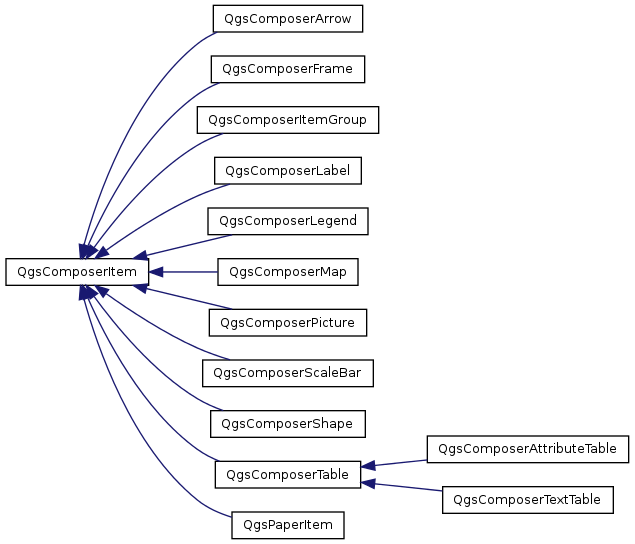 QgsComposerArrow
QgsComposerFrame
QgsComposerItemGroup
QgsComposerLabel
QgsComposerLegend
QgsComposerItem
QgsComposerMap
QgsComposerPicture
QgsComposerScaleBar
QgsComposerShape
QgsComposerAttributeTable
QgsComposerTable
QgsComposerTextTable
QgsPaperItem